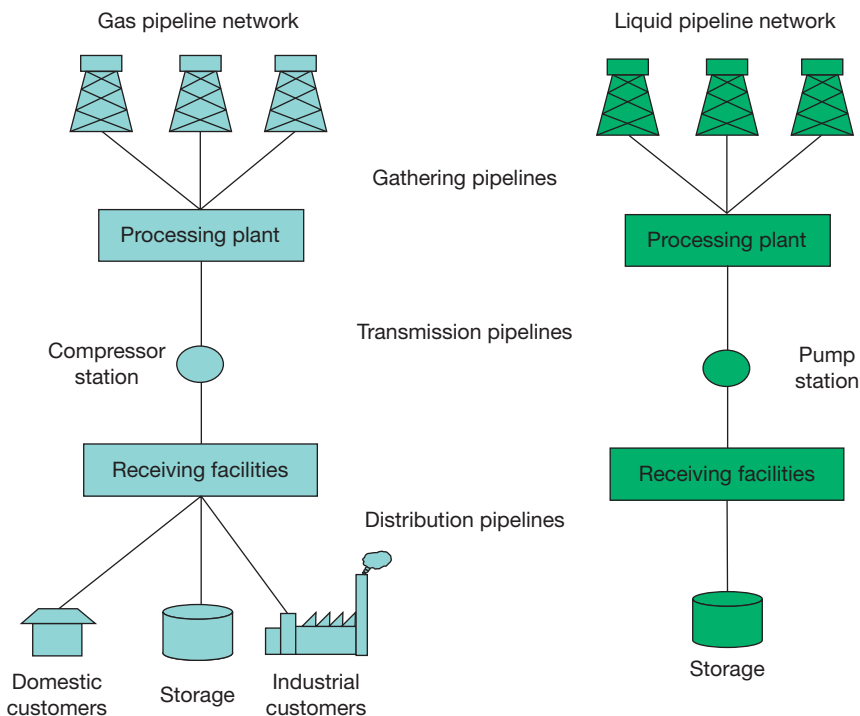 Gas pipeline network
Liquid pipeline network
Gathering pipelines
Processing plant
Processing plant
Transmission pipelines
Compressor
station
Pump
station
Receiving facilities
Receiving facilities
Distribution pipelines
Domestic
customers
Storage
Industrial
customers
Storage